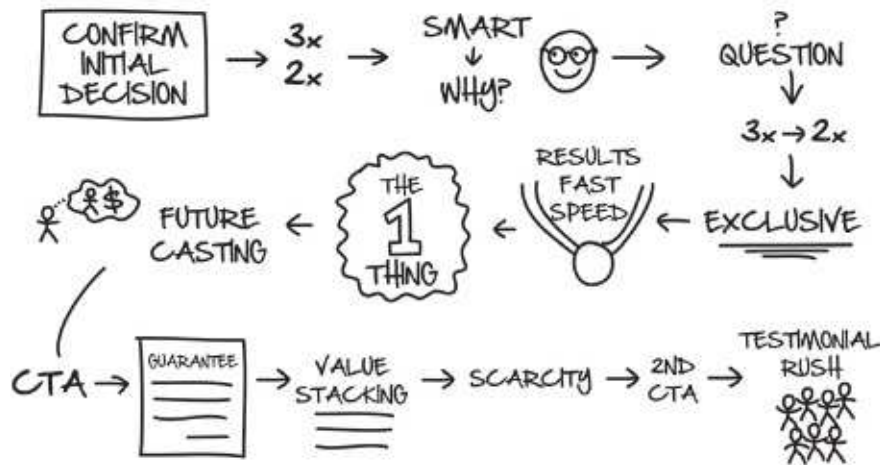 CONFIRM
INITIAL
DECISION
3x
2x
SMART
WHY?
?
QUESTION
3x → 2x
EXCLUSIVE
RESULTS
FAST
SPEED
THE
1
THING
$
FUTURE
CASTING
CTA
GUARANTEE
VALUE
STACKING
SCARCITY
2ND
CTA
TESTIMONIAL
RUSH